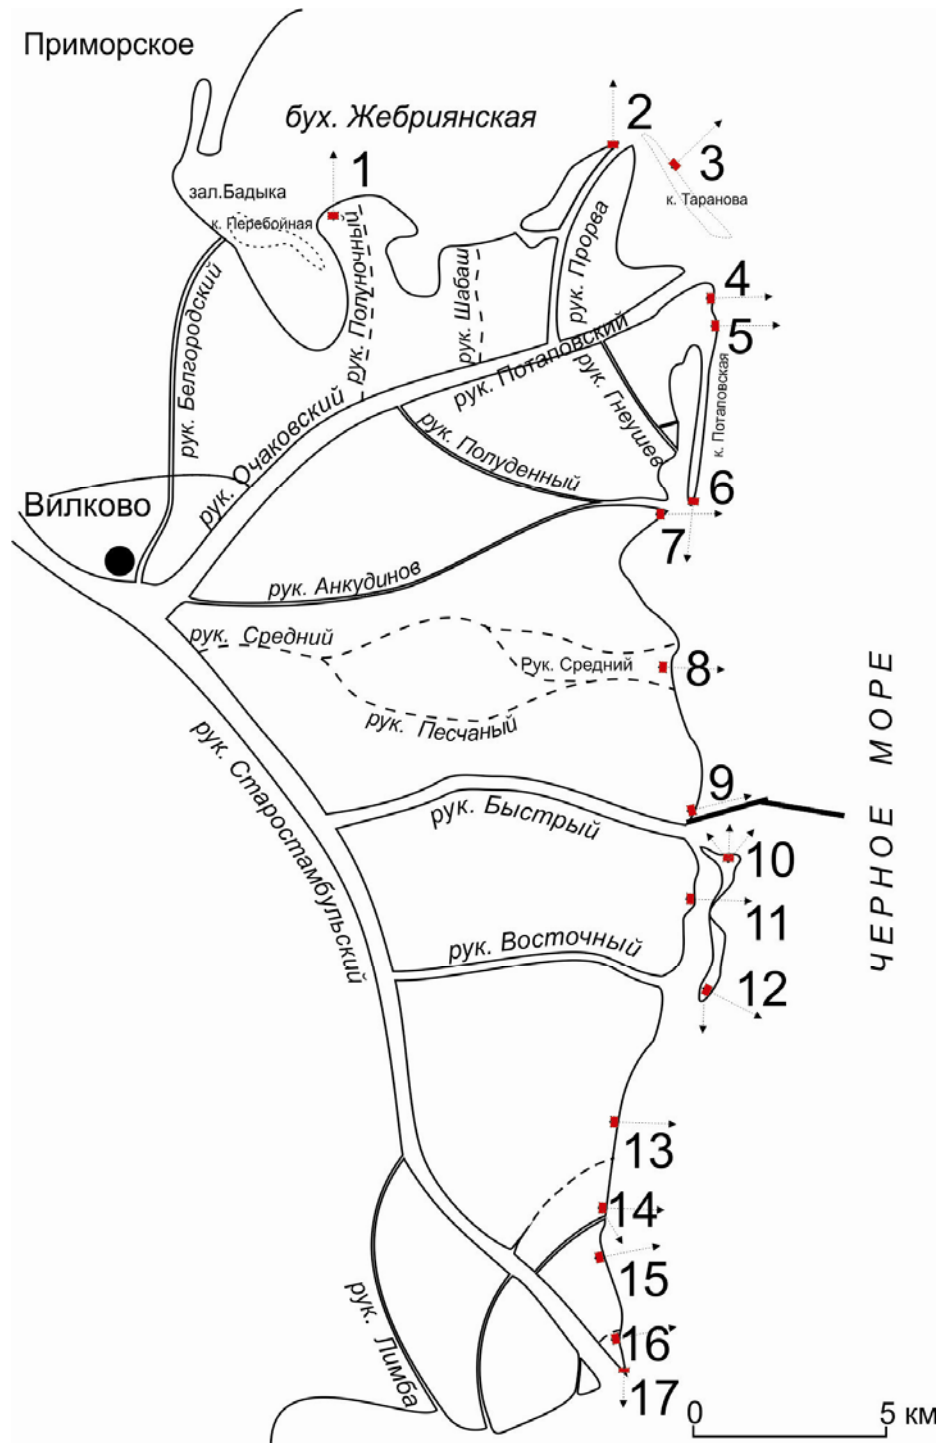 Приморское
бух. Жебриянская
2
3
1
зал.Бадыка
к. Перебойная
к. Таранова
рук. Полуночный
рук. Шабаш
рук. Прорва
рук. Белгородский
4
5
рук. Потаповский
рук. Гнеушев
к. Потаповская
рук. Очаковский
рук. Полуденный
Вилково
6
7
рук. Анкудинов
рук. Средний
Рук. Средний
8
рук. Песчаный
ЧЕРНОЕ МОРЕ
рук. Старостамбульский
9
рук. Быстрый
10
11
рук. Восточный
12
13
14
15
рук. Лимба
16
17
0 5 км